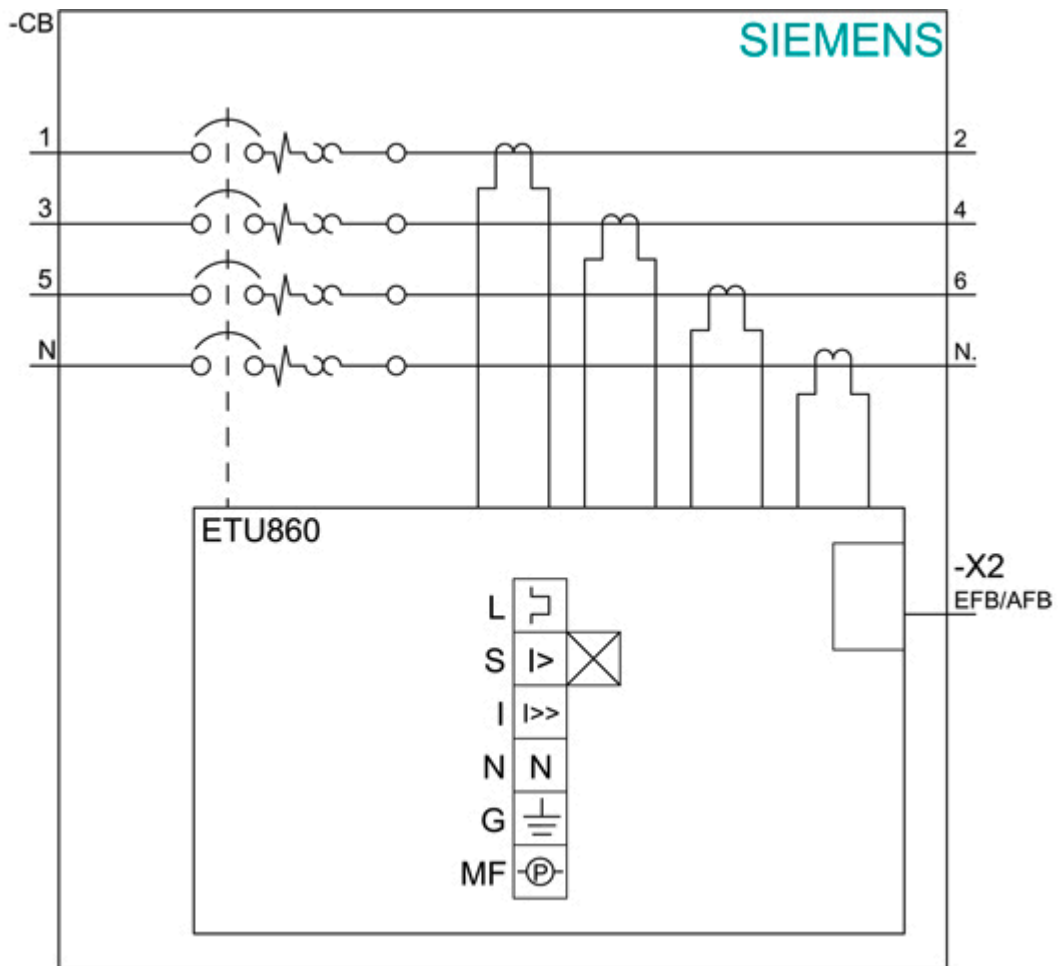 -CB
SIEMENS
1 2
3 4
5 6
N N.
ETU860
-X2
EFB/AFB
L
S I>
I I>>
N N
G
MF P